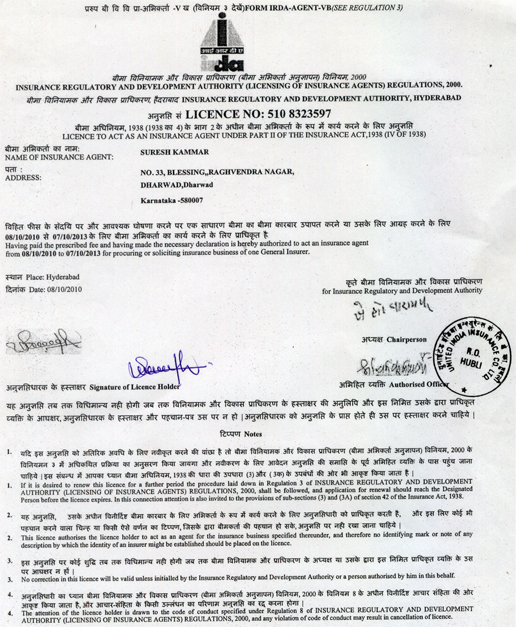 प्ररुप बी वि वि प्रा-अभिकर्ता -V ख (विनियम ३ देखें)FORM IRDA-AGENT-VB(SEE REGULATION 3)
आई आर डी ए
irda
बीमा विनियामक और विकास प्राधिकरण (बीमा अभिकर्ता अनुज्ञापन) विनियम, 2000
INSURANCE REGULATORY AND DEVELOPMENT AUTHORITY (LICENSING OF INSURANCE AGENTS) REGULATIONS, 2000.
बीमा विनियामक और विकास प्राधिकरण, हैदराबाद INSURANCE REGULATORY AND DEVELOPMENT AUTHORITY, HYDERABAD
अनुज्ञप्ति सं LICENCE NO: 510 8323597
बीमा अधिनियम, 1938 (1938 का 4) के भाग 2 के अधीन बीमा अभिकर्ता के रूप में कार्य करने के लिए अनुज्ञप्ति
LICENCE TO ACT AS AN INSURANCE AGENT UNDER PART II OF THE INSURANCE ACT,1938 (IV OF 1938)
बीमा अभिकर्ता का नाम:
NAME OF INSURANCE AGENT: SURESH KAMMAR
पता :
ADDRESS: NO. 33, BLESSING,,RAGHVENDRA NAGAR,
DHARWAD,Dharwad
Karnataka -580007
विहित फीस के संदयि पर और आवश्यक घोषणा करने पर एक साधारण बीमा का बीमा कारबार उपापत करने या उसके लिए आग्रह करने के लिए
08/10/2010 से 07/10/2013 के लिए बीमा अभिकर्ता का कार्य करने के लिए प्राधिकृत है
Having paid the prescribed fee and having made the necessary declaration is hereby authorized to act an insurance agent
from 08/10/2010 to 07/10/2013 for procuring or soliciting insurance business of one General Insurer.
स्थान Place: Hyderabad
दिनांक Date: 08/10/2010
कृते बीमा विनियामक और विकास प्राधिकरण
for Insurance Regulatory and Development Authority
अध्यक्ष Chairperson
UNITED INDIA INSURANCE CO. LTD.
R.O.
HUBLI
अनुज्ञप्तिधारक के हस्ताक्षर Signature of Licence Holder
अभिहित व्यक्ति Authorised Officer
यह अनुज्ञप्ति तब तक विधिमान्य नही होगी जब तक विनियामक और विकास प्राधिकरण के अध्यक्ष के हस्ताक्षर की अनुलिपि और इस निमित उसके द्वारा प्राधिकृत
व्यक्ति के आधक्षर, अनुज्ञप्तिधारक के हस्ताक्षर और पहचान-पत्र उस पर न हो |अनुज्ञप्तिधारक को अनुज्ञप्ति के प्राप्त होते ही उस पर हस्ताक्षर करने चाहिये |
टिप्पण Notes
1. यदि इस अनुज्ञप्ति को अतिरिक्त अवधि के लिए नवीकृत करने की वांछा है तो बीमा विनियामक और विकास प्राधिकरण (बीमा अभिकर्ता अनुज्ञापन) विनियम, 2000 के
विनियमन ३ में अधिकथित प्रक्रिया का अनुसरण किया जायगा और नवीकरण के लिए आवेदन अनुज्ञप्ति की समाप्ति के पूर्व अभिहित व्यक्ति के पास पहुंच जाना
चाहिये | इस संबन्ध में आपका ध्यान बीमा अधिनियम, 1938 की धारा की उपधारा (3) और (3क) के उपबंधों की ओर भी आकृष्ट किया जाता है |
1. If it is desired to renew this licence for a further period the procedure laid down in Regulation 3 of INSURANCE REGULATORY AND DEVELOPMENT
AUTHORITY (LICENSING OF INSURANCE AGENTS) REGULATIONS, 2000, shall be followed, and application for renewal should reach the Designated
Person before the licence expires. In this connection attention is also invited to the provisions of sub-sections (3) and (3A) of section 42 of the Insurance Act, 1938.
2. यह अनुज्ञप्ति, उसके अधीन विनीर्दिष्ट बीमा कारबार के लिए अभिकर्ता के रूप में कार्य करने के लिए अनुज्ञप्तिधारी को प्राधिकृत करती है, और इस लिए कोई भी
पहचान करने वाला चिन्ह या किसी ऐसे वर्णन का टिप्पण,जिसके द्वारा बीमाकर्ता की पहचान हो सके,अनुज्ञप्ति पर नही रखा जाना चाहिये |
2. This licence authorises the licence holder to act as an agent for the insurance business specified thereunder, and therefore no identifying mark or note of any
description by which the identity of an insurer might be established should be placed on the licence.
3. इस अनुज्ञप्ति पर कोई शुद्धि तब तक विधिमान्य नही होगी जब तक बीमा विनियामक और प्राधिकरण के अध्यक्ष या उसके द्वारा इस निमित प्राधिकृत व्यक्ति के उस
पर आधक्षर न हों |
3. No correction in this licence will be valid unless initialled by the Insurance Regulatory and Development Authority or a person authorised by him in this behalf.
4. अनुज्ञप्तिधारी का ध्यान बीमा विनियामक और विकास प्राधिकरण (बीमा अभिकर्ता अनुज्ञापन) विनियम, 2000 के विनियम 8 के अधीन विनीर्दिष्ट आचार संहिता की ओर
आकृष्ट किया जाता है, और आचार-संहिता के किसी उल्लंघन का परिणाम अनुज्ञप्ति का रद्द करना होगा |
4. The attention of the licence holder is drawn to the code of conduct specified under Regulation 8 of INSURANCE REGULATORY AND DEVELOPMENT
AUTHORITY (LICENSING OF INSURANCE AGENTS) REGULATIONS, 2000, and any violation of code of conduct may result in cancellation of licence.